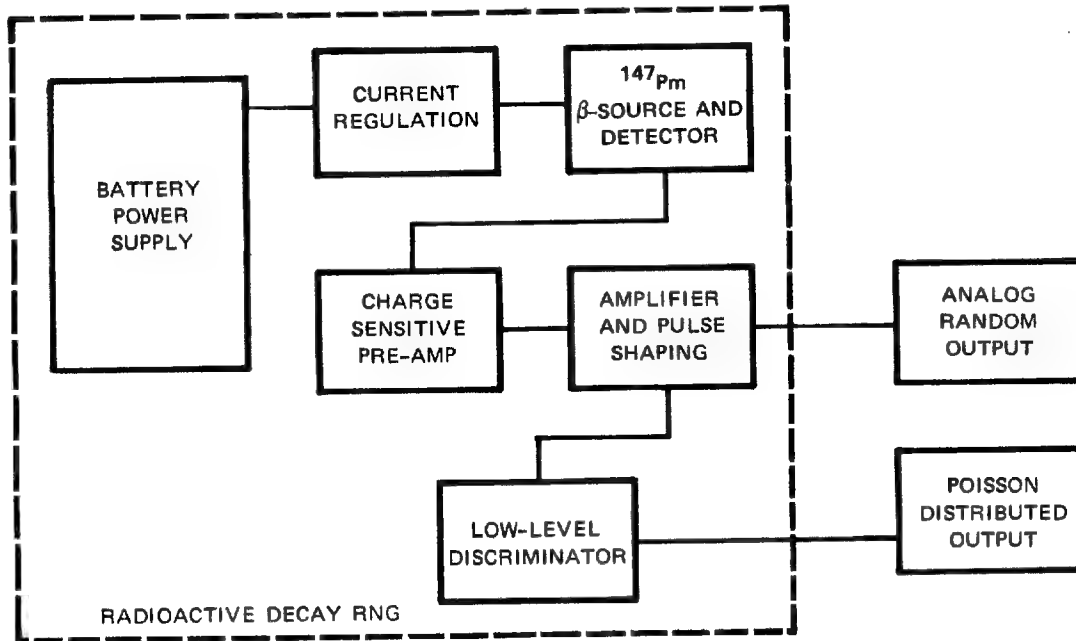 BATTERY
POWER
SUPPLY
CURRENT
REGULATION
¹⁴⁷Pm
β-SOURCE AND
DETECTOR
CHARGE
SENSITIVE
PRE-AMP
AMPLIFIER
AND PULSE
SHAPING
ANALOG
RANDOM
OUTPUT
LOW-LEVEL
DISCRIMINATOR
POISSON
DISTRIBUTED
OUTPUT
RADIOACTIVE DECAY RNG